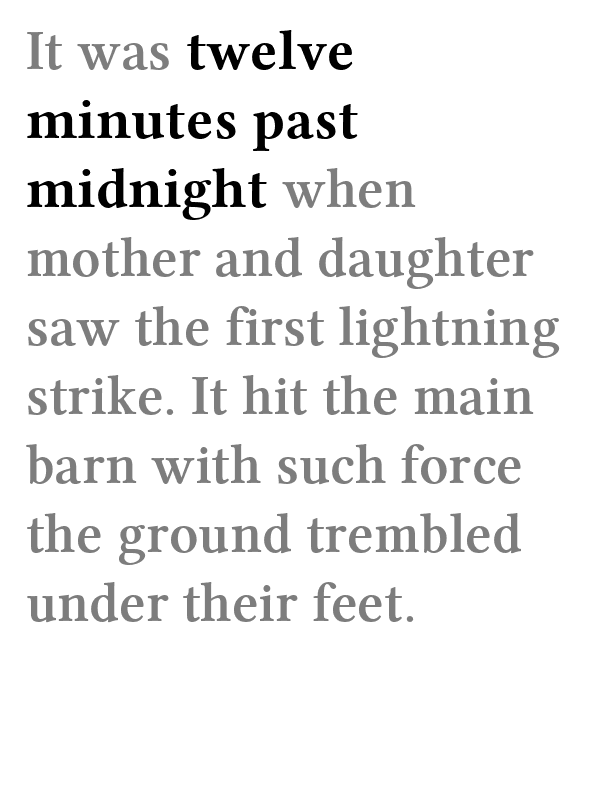 It was twelve
minutes past
midnight when
mother and daughter
saw the first lightning
strike. It hit the main
barn with such force
the ground trembled
under their feet.